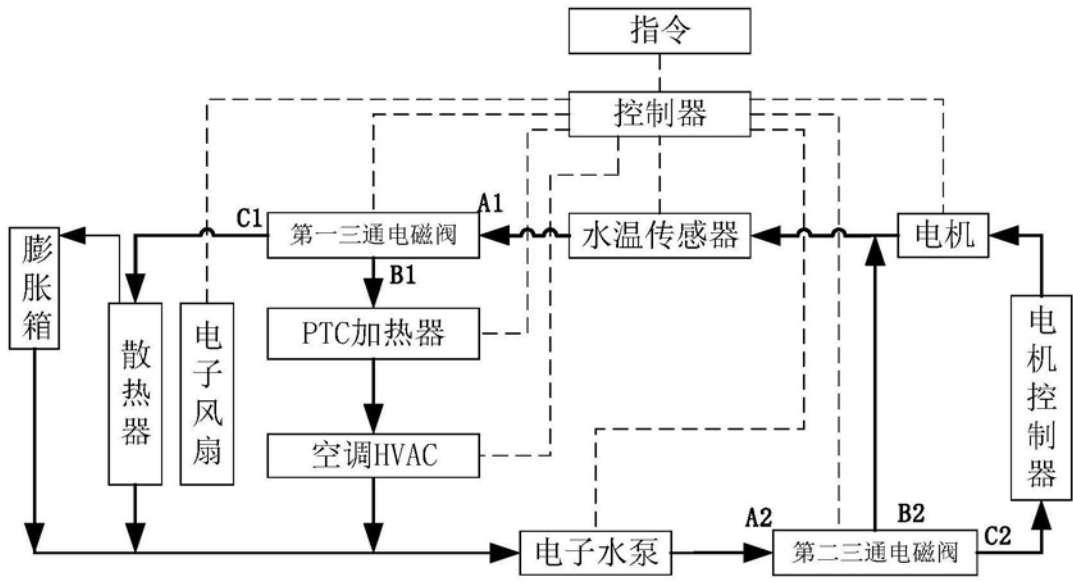 指令
控制器
C1
第一三通电磁阀
A1
水温传感器
电机
B1
膨胀箱
散热器
电子风扇
PTC加热器
电机控制器
空调HVAC
电子水泵
A2
第二三通电磁阀
B2
C2